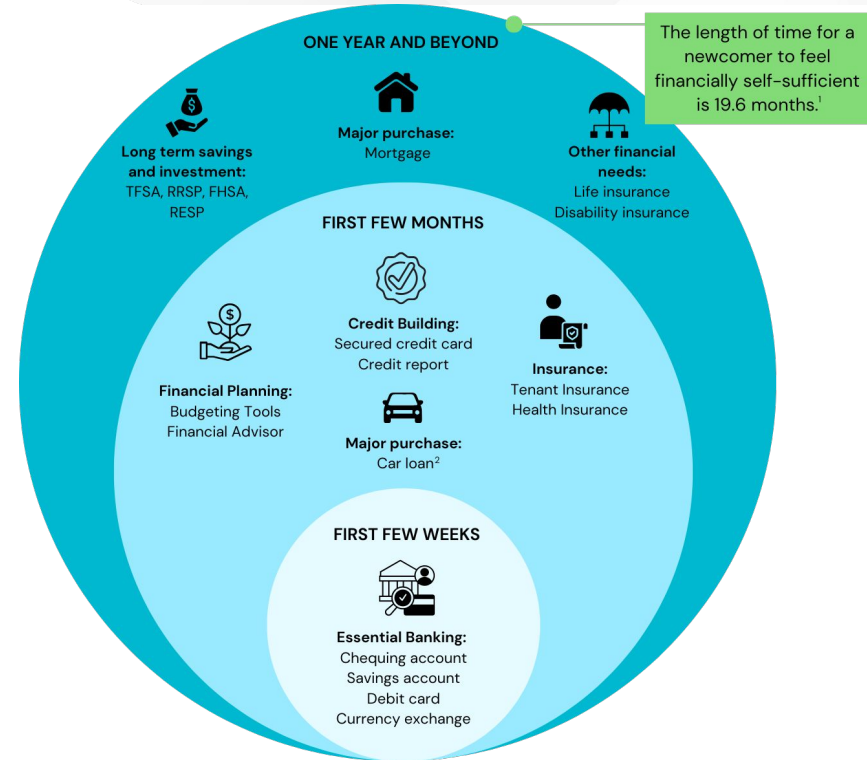 ONE YEAR AND BEYOND
The length of time for a
newcomer to feel
financially self-sufficient
is 19.6 months.¹
Long term savings
and investment:
TFSA, RRSP, FHSA,
RESP
Major purchase:
Mortgage
Other financial
needs:
Life insurance
Disability insurance
FIRST FEW MONTHS
Financial Planning:
Budgeting Tools
Financial Advisor
Credit Building:
Secured credit card
Credit report
Major purchase:
Car loan²
Insurance:
Tenant Insurance
Health Insurance
FIRST FEW WEEKS
Essential Banking:
Chequing account
Savings account
Debit card
Currency exchange